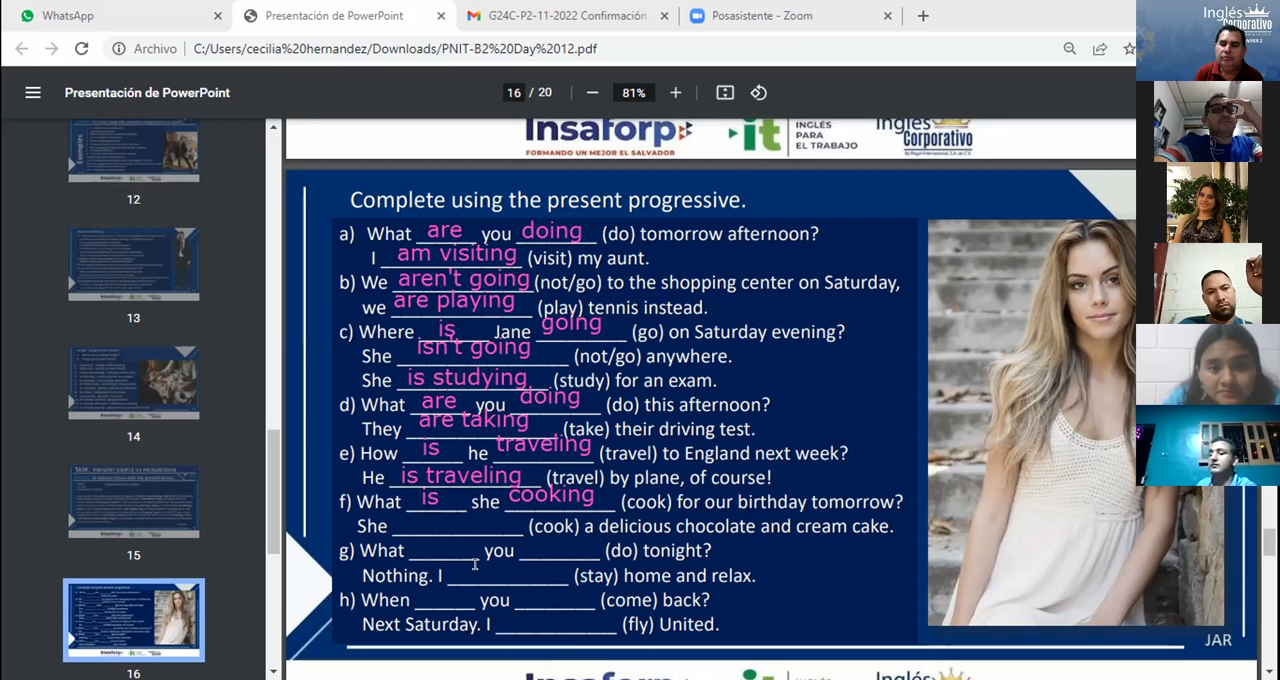 WhatsApp
Presentación de PowerPoint
G24C-P2-11-2022 Confirmación
Posasistente - Zoom
Archivo
C:/Users/cecilia%20hernandez/Downloads/PNIT-B2%20Day%2012.pdf
Presentación de PowerPoint
16 / 20
81%
Inglés
Corporativo
12
13
14
15
16
Insaforp
FORMANDO UN MEJOR EL SALVADOR
it
INGLÉS
PARA
EL TRABAJO
Inglés
Corporativo
Complete using the present progressive.
a) What are you doing (do) tomorrow afternoon?
I am visiting (visit) my aunt.
b) We aren't going (not/go) to the shopping center on Saturday,
we are playing (play) tennis instead.
c) Where is Jane going (go) on Saturday evening?
She isn't going (not/go) anywhere.
She is studying (study) for an exam.
d) What are you doing (do) this afternoon?
They are taking (take) their driving test.
e) How is he traveling (travel) to England next week?
He is traveling (travel) by plane, of course!
f) What is she cooking (cook) for our birthday tomorrow?
She ____________ (cook) a delicious chocolate and cream cake.
g) What _______ you ________ (do) tonight?
Nothing. I ____________ (stay) home and relax.
h) When ______ you ________ (come) back?
Next Saturday. I ____________ (fly) United.
JAR